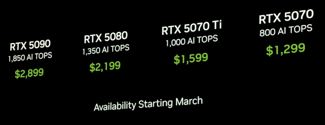 RTX 5090
1,850 AI TOPS
$2,899
RTX 5080
1,350 AI TOPS
$2,199
RTX 5070 Ti
1,000 AI TOPS
$1,599
RTX 5070
800 AI TOPS
$1,299
Availability Starting March